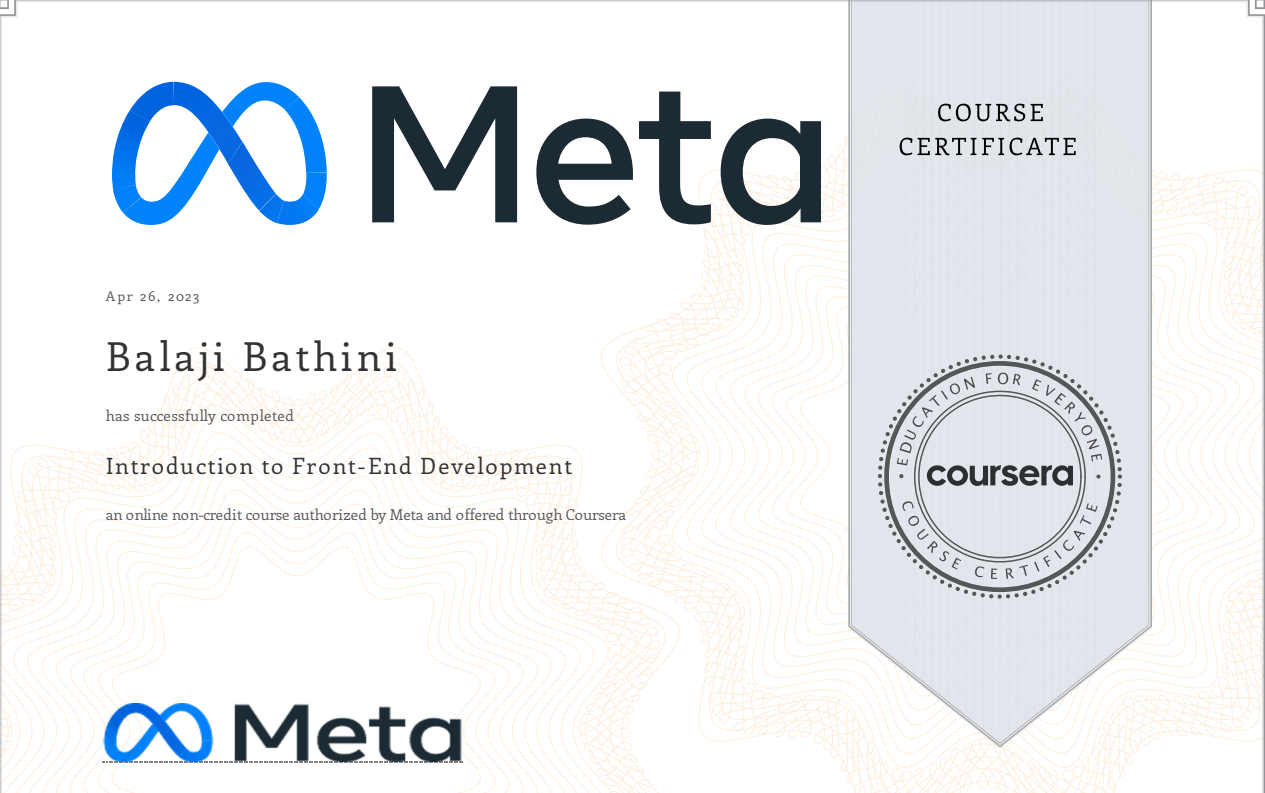 Meta
COURSE
CERTIFICATE
Apr 26, 2023
Balaji Bathini
has successfully completed
Introduction to Front-End Development
an online non-credit course authorized by Meta and offered through Coursera
EDUCATION FOR EVERYONE
coursera
COURSE CERTIFICATE
Meta